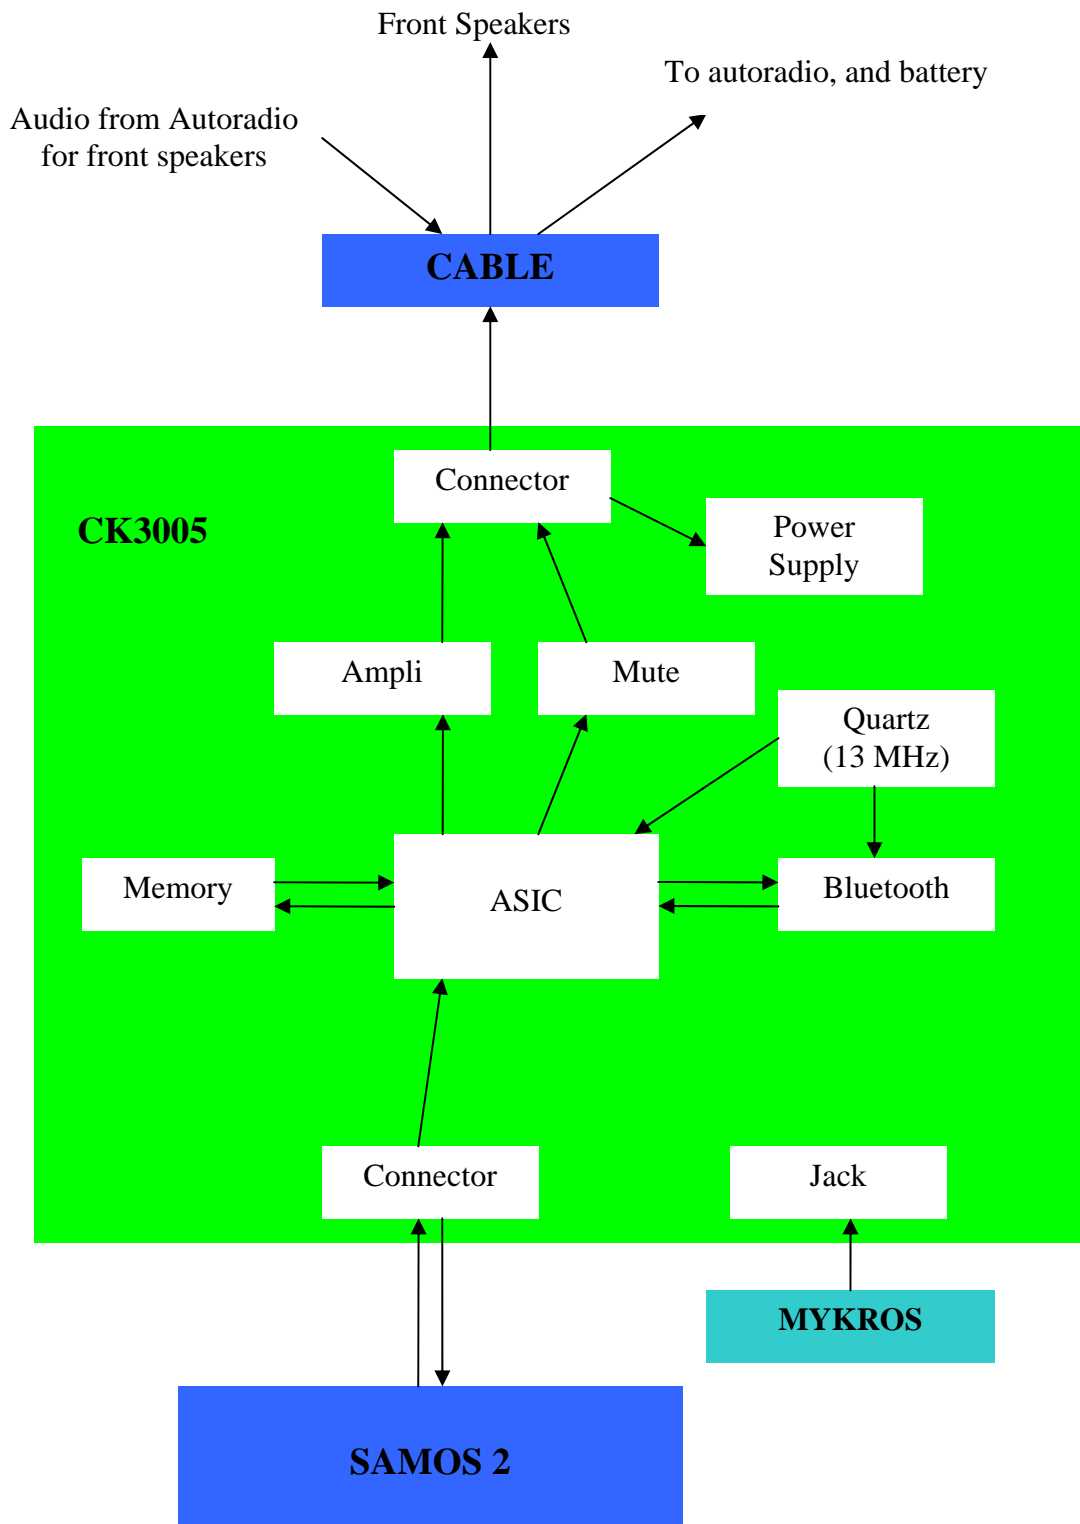 Front Speakers
To autoradio, and battery
Audio from Autoradio
for front speakers
CABLE
Connector
CK3005
Power
Supply
Ampli
Mute
Quartz
(13 MHz)
Memory
ASIC
Bluetooth
Connector
Jack
MYKROS
SAMOS 2